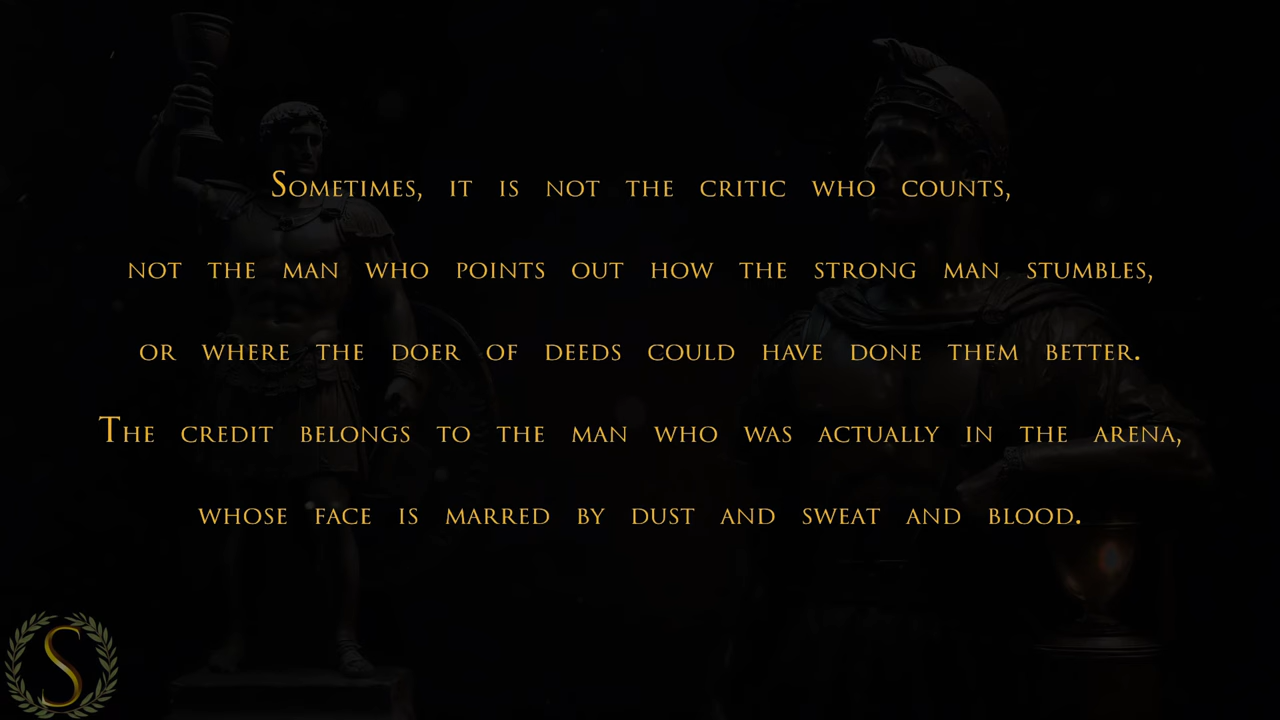 Sometimes, it is not the critic who counts,
not the man who points out how the strong man stumbles,
or where the doer of deeds could have done them better.
The credit belongs to the man who was actually in the arena,
whose face is marred by dust and sweat and blood.
S